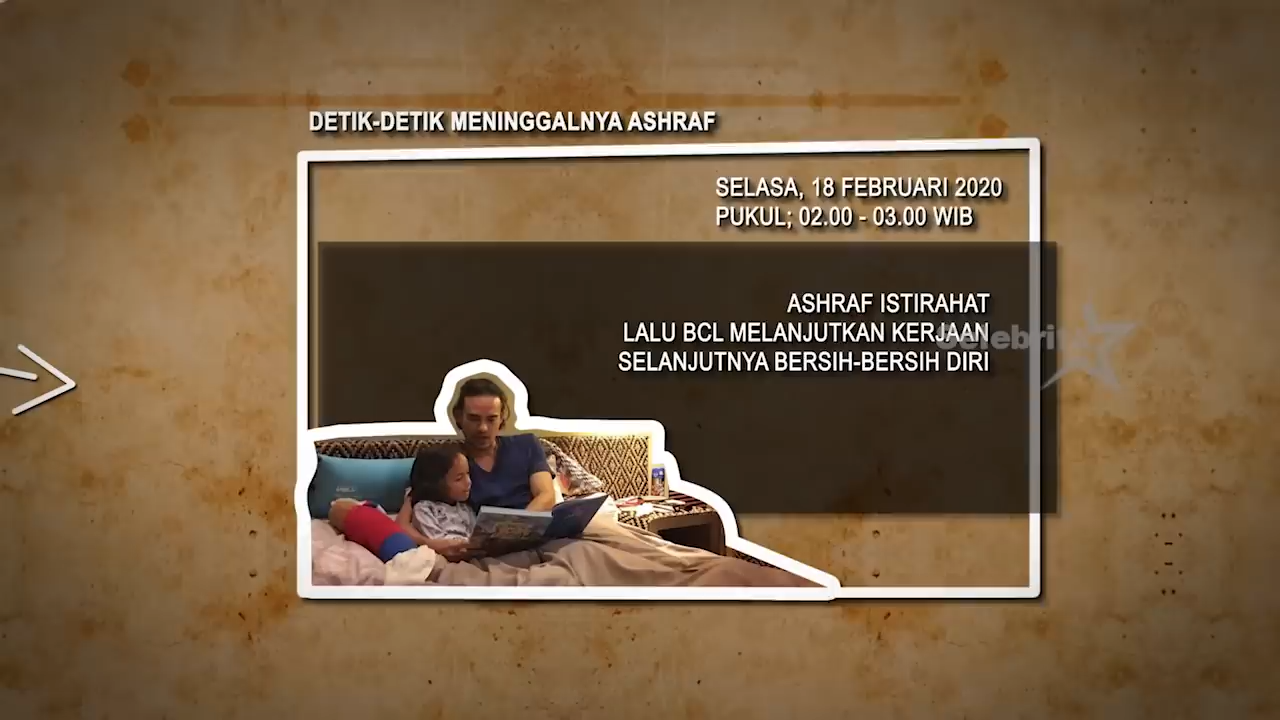 DETIK-DETIK MENINGGALNYA ASHRAF
SELASA, 18 FEBRUARI 2020
PUKUL; 02.00 - 03.00 WIB
ASHRAF ISTIRAHAT
LALU BCL MELANJUTKAN KERJAAN
SELANJUTNYA BERSIH-BERSIH DIRI